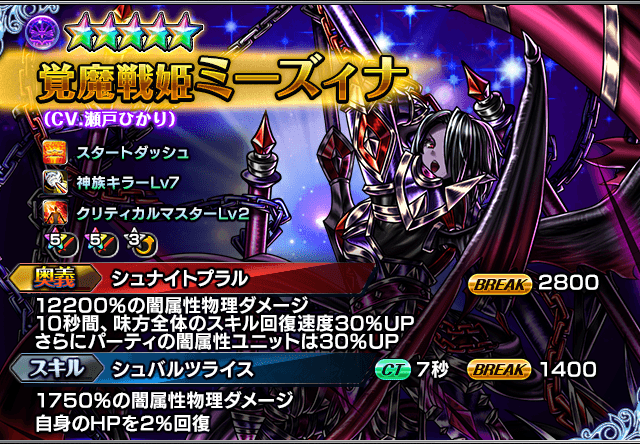 覚魔戦姫ミーズィナ
(CV.瀬戸ひかり)
スタートダッシュ
神族キラーLv7
クリティカルマスターLv2
5 5 3
奥義 シュナイトプラル BREAK 2800
12200%の闇属性物理ダメージ
10秒間、味方全体のスキル回復速度30%UP
さらにパーティの闇属性ユニットは30%UP
スキル シュバルツライス CT 7秒 BREAK 1400
1750%の闇属性物理ダメージ
自身のHPを2%回復